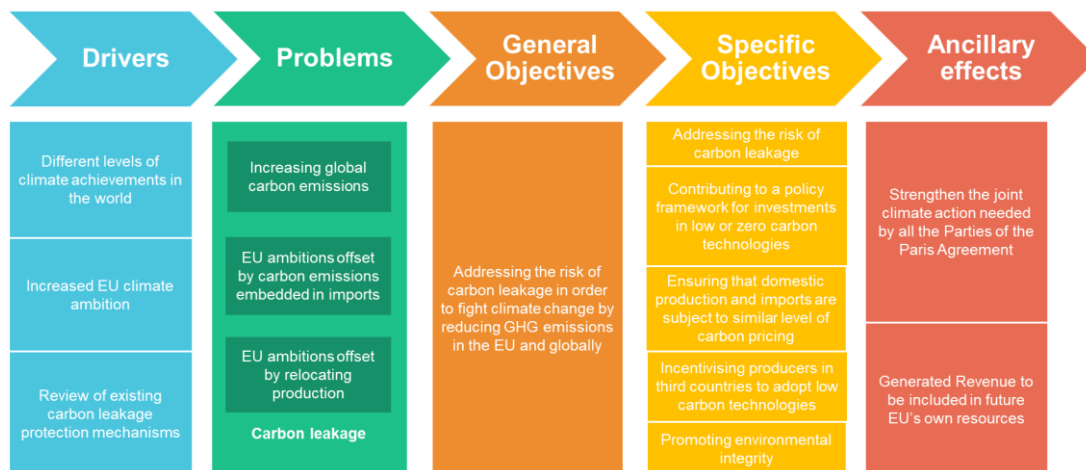 Drivers
Problems
General
Objectives
Specific
Objectives
Ancillary
effects
Different levels of
climate achievements in
the world
Increased EU climate
ambition
Review of existing
carbon leakage
protection mechanisms
Increasing global
carbon emissions
EU ambitions offset
by carbon emissions
embedded in imports
EU ambitions offset
by relocating
production
Carbon leakage
Addressing the risk of
carbon leakage in order
to fight climate change by
reducing GHG emissions
in the EU and globally
Addressing the risk of
carbon leakage
Contributing to a policy
framework for investments
in low or zero carbon
technologies
Ensuring that domestic
production and imports are
subject to similar level of
carbon pricing
Incentivising producers in
third countries to adopt low
carbon technologies
Promoting environmental
integrity
Strengthen the joint
climate action needed
by all the Parties of the
Paris Agreement
Generated Revenue to
be included in future
EU's own resources